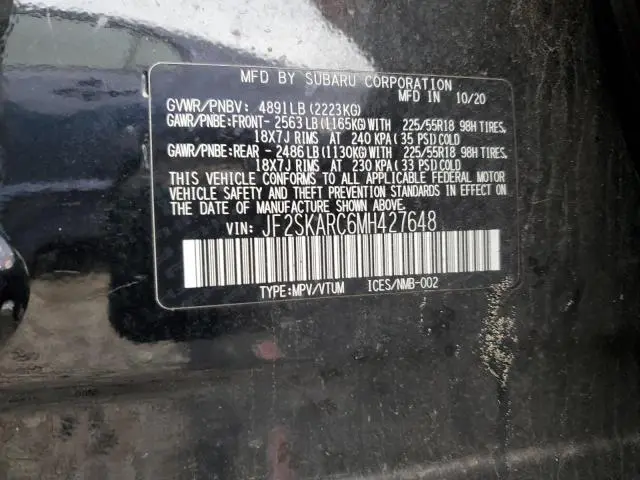 MFD BY SUBARU CORPORATION
MFD IN 10/20
GVWR/PNBV: 4891LB (2223KG)
GAWR/PNBE:FRONT- 2563LB(1165KG)WITH 225/55R18 98H TIRES,
18X7J RIMS AT 240 KPA(35 PSI)COLD
GAWR/PNBE:REAR - 2486LB(1130KG)WITH 225/55R18 98H TIRES,
18X7J RIMS AT 230 KPA(33 PSI)COLD
THIS VEHICLE CONFORMS TO ALL APPLICABLE FEDERAL MOTOR
VEHICLE SAFETY AND THEFT PREVENTION STANDARDS IN EFFECT ON
THE DATE OF MANUFACTURE SHOWN ABOVE.
VIN: JF2SKARC6MH427648
TYPE:MPV/VTUM ICES/NMB-002